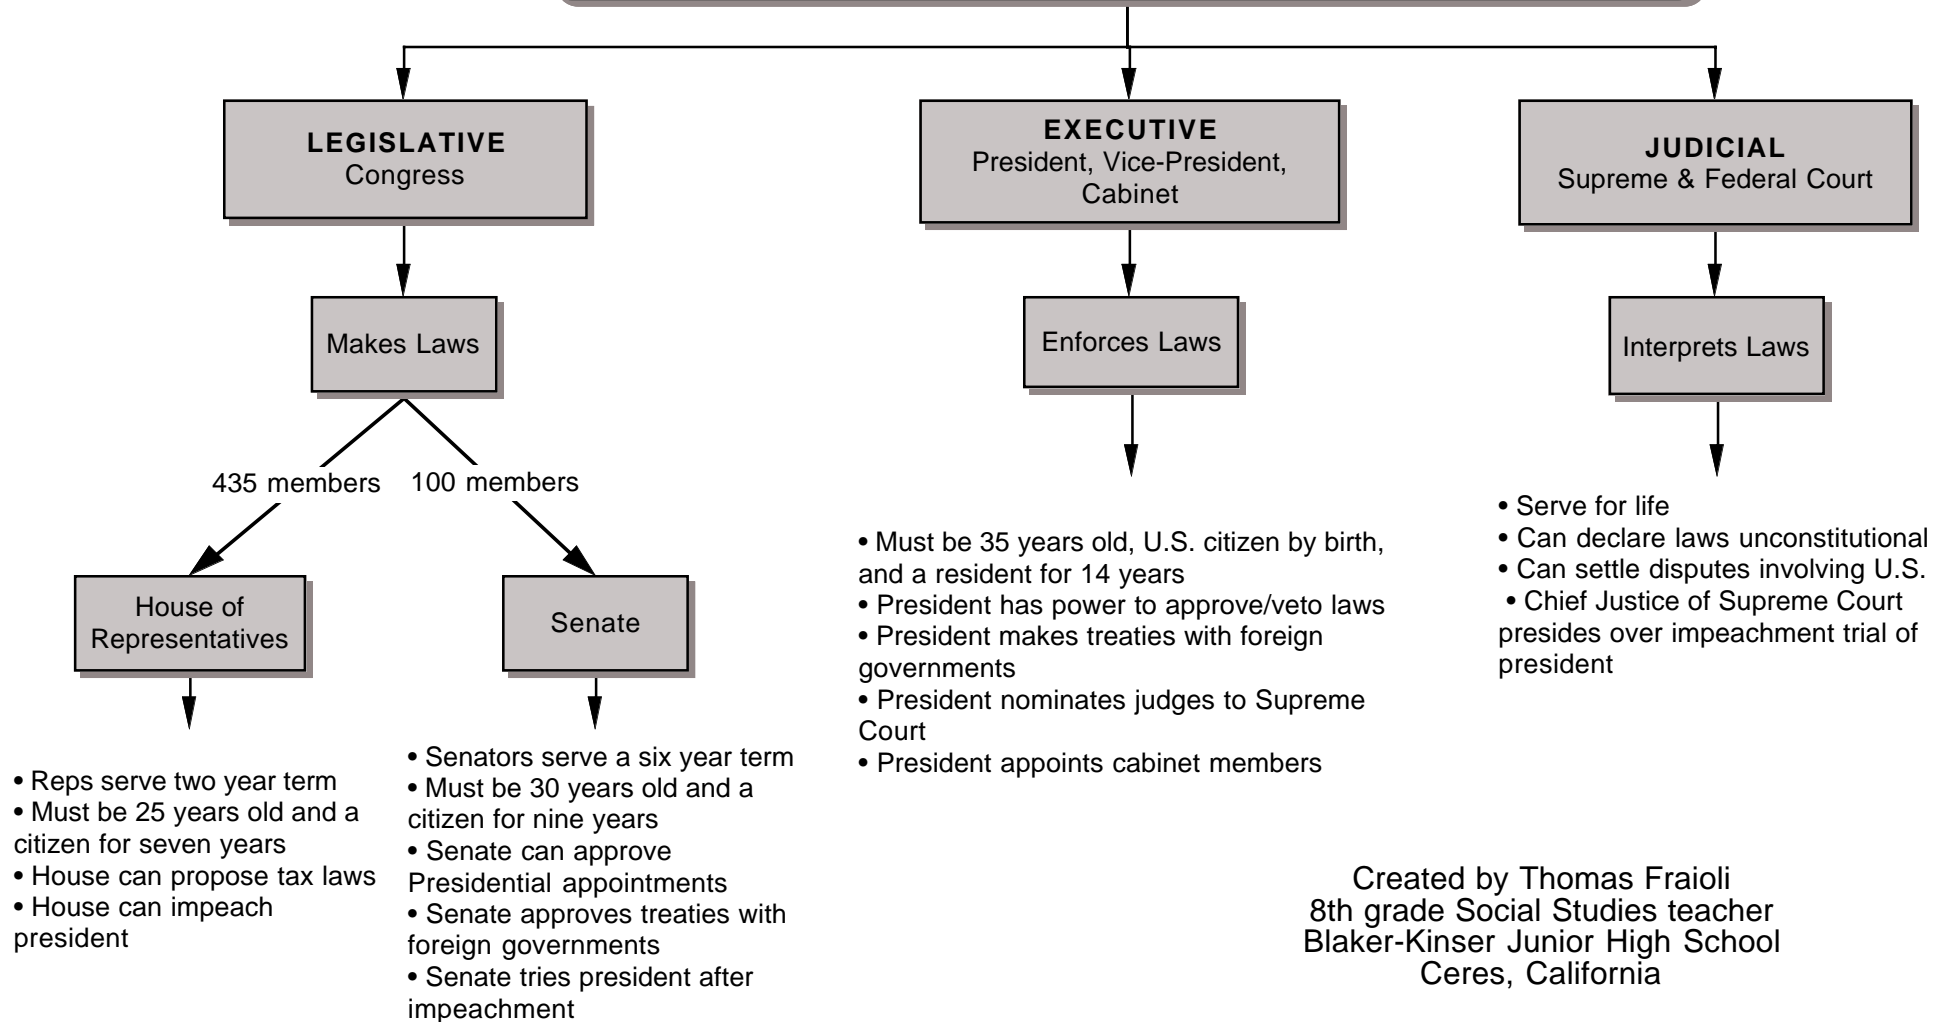 LEGISLATIVE
Congress
EXECUTIVE
President, Vice-President,
Cabinet
JUDICIAL
Supreme & Federal Court
Makes Laws
Enforces Laws
Interprets Laws
435 members
100 members
House of
Representatives
Senate
• Reps serve two year term
• Must be 25 years old and a
citizen for seven years
• House can propose tax laws
• House can impeach
president
• Senators serve a six year term
• Must be 30 years old and a
citizen for nine years
• Senate can approve
Presidential appointments
• Senate approves treaties with
foreign governments
• Senate tries president after
impeachment
• Must be 35 years old, U.S. citizen by birth,
and a resident for 14 years
• President has power to approve/veto laws
• President makes treaties with foreign
governments
• President nominates judges to Supreme
Court
• President appoints cabinet members
• Serve for life
• Can declare laws unconstitutional
• Can settle disputes involving U.S.
• Chief Justice of Supreme Court
presides over impeachment trial of
president
Created by Thomas Fraioli
8th grade Social Studies teacher
Blaker-Kinser Junior High School
Ceres, California